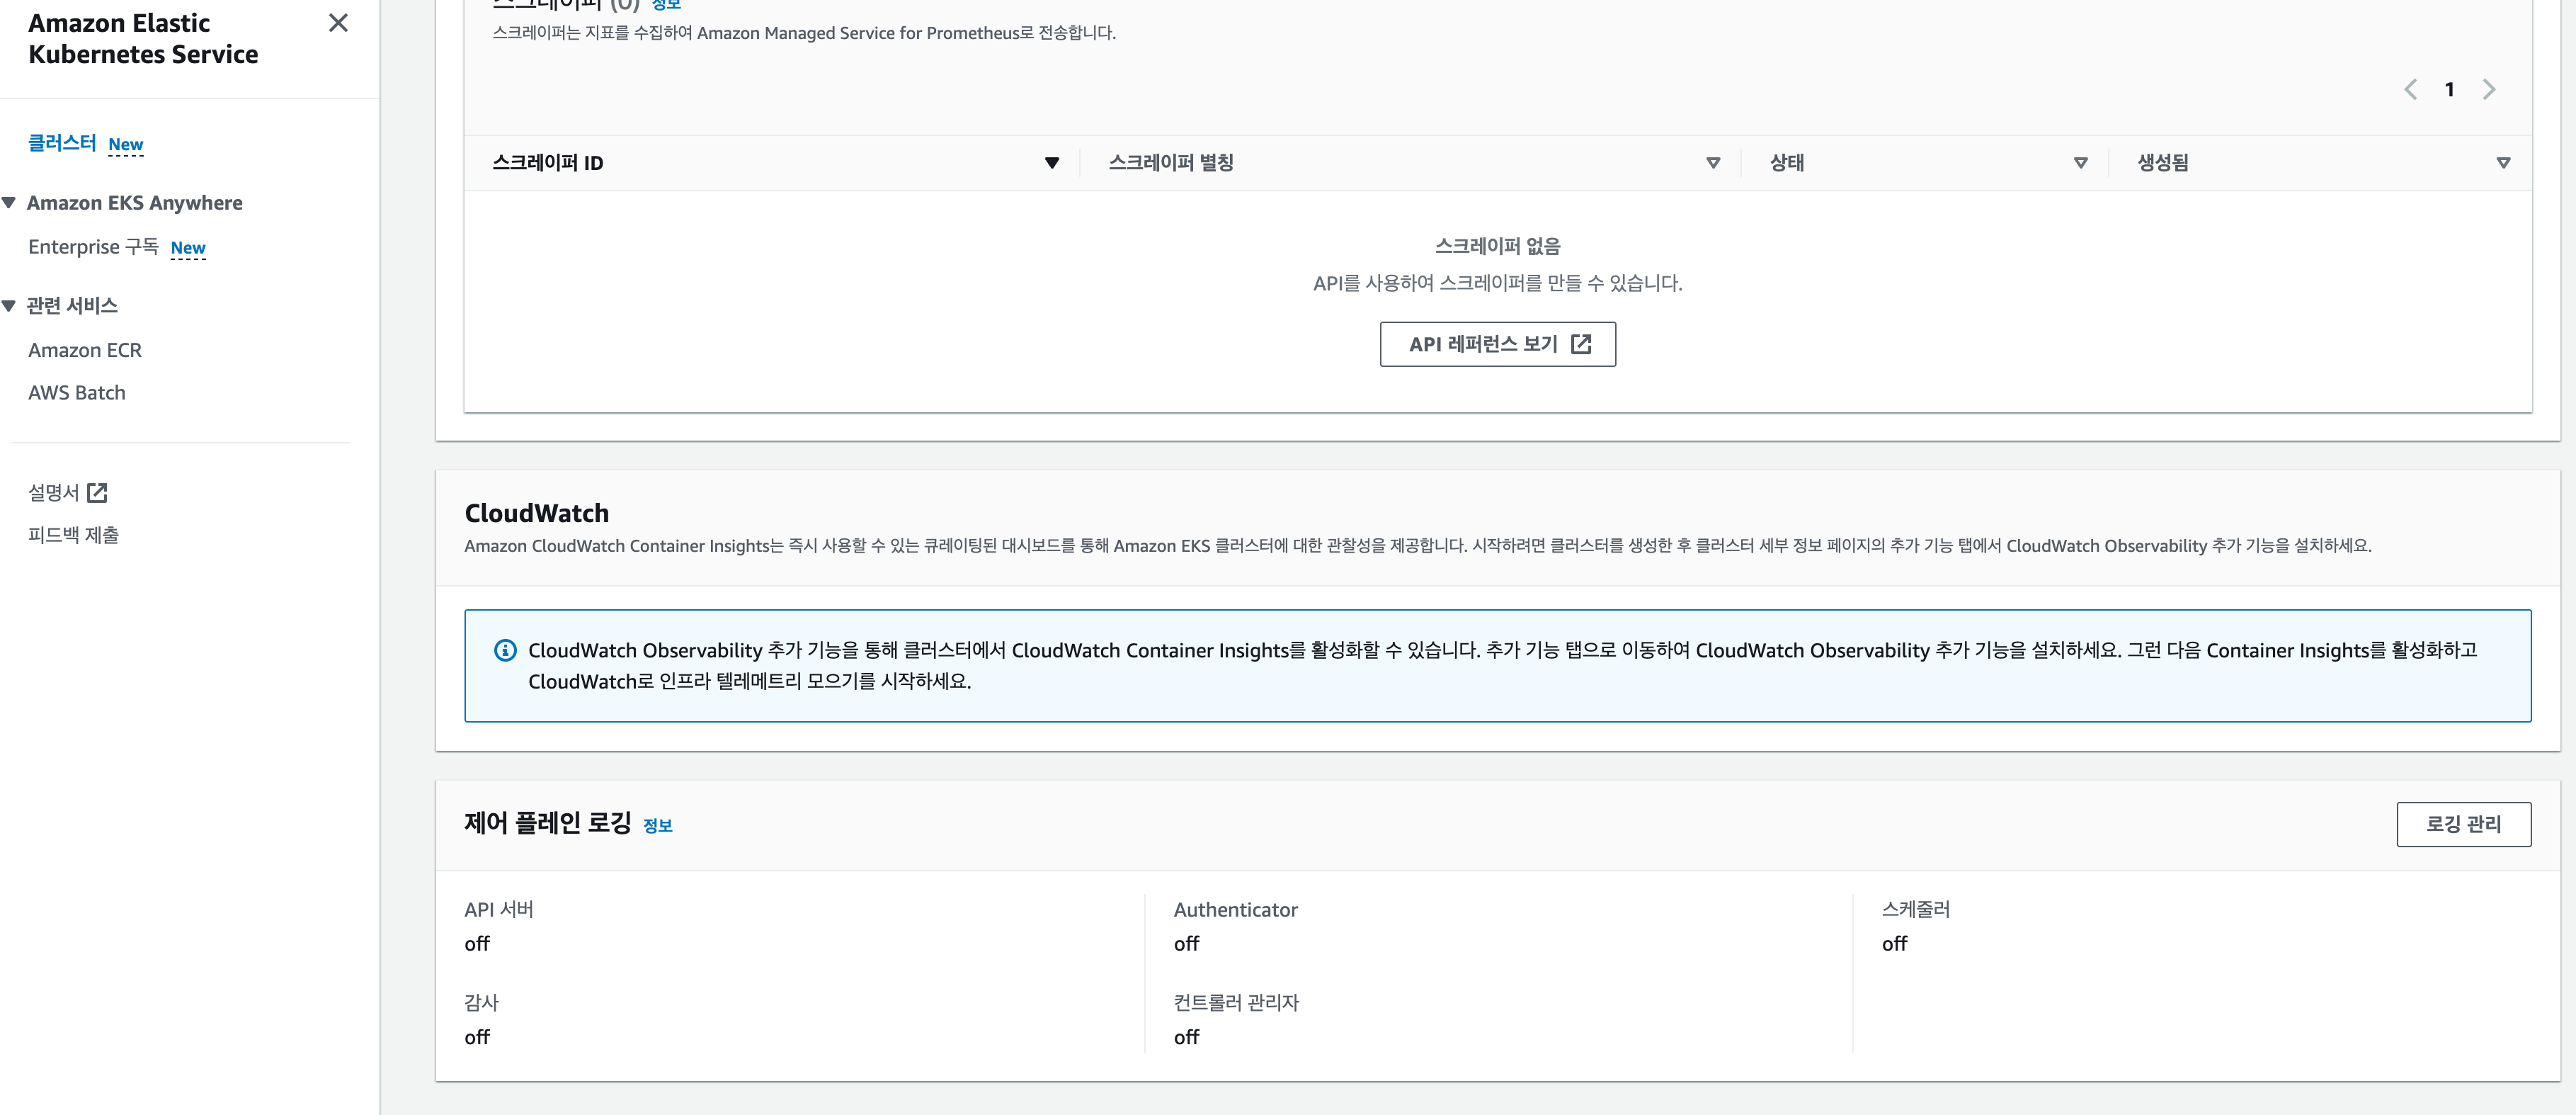 Amazon Elastic
Kubernetes Service
클러스터 New
Amazon EKS Anywhere
Enterprise 구독 New
관련 서비스
Amazon ECR
AWS Batch
설명서
피드백 제출
스크레이퍼 (0) 정보
스크레이퍼는 지표를 수집하여 Amazon Managed Service for Prometheus로 전송합니다.
1
스크레이퍼 ID 스크레이퍼 별칭 상태 생성됨
스크레이퍼 없음
API를 사용하여 스크레이퍼를 만들 수 있습니다.
API 레퍼런스 보기
CloudWatch
Amazon CloudWatch Container Insights는 즉시 사용할 수 있는 큐레이팅된 대시보드를 통해 Amazon EKS 클러스터에 대한 관찰성을 제공합니다. 시작하려면 클러스터를 생성한 후 클러스터 세부 정보 페이지의 추가 기능 탭에서 CloudWatch Observability 추가 기능을 설치하세요.
CloudWatch Observability 추가 기능을 통해 클러스터에서 CloudWatch Container Insights를 활성화할 수 있습니다. 추가 기능 탭으로 이동하여 CloudWatch Observability 추가 기능을 설치하세요. 그런 다음 Container Insights를 활성화하고
CloudWatch로 인프라 텔레메트리 모으기를 시작하세요.
제어 플레인 로깅 정보
로깅 관리
API 서버
off
감사
off
Authenticator
off
컨트롤러 관리자
off
스케줄러
off